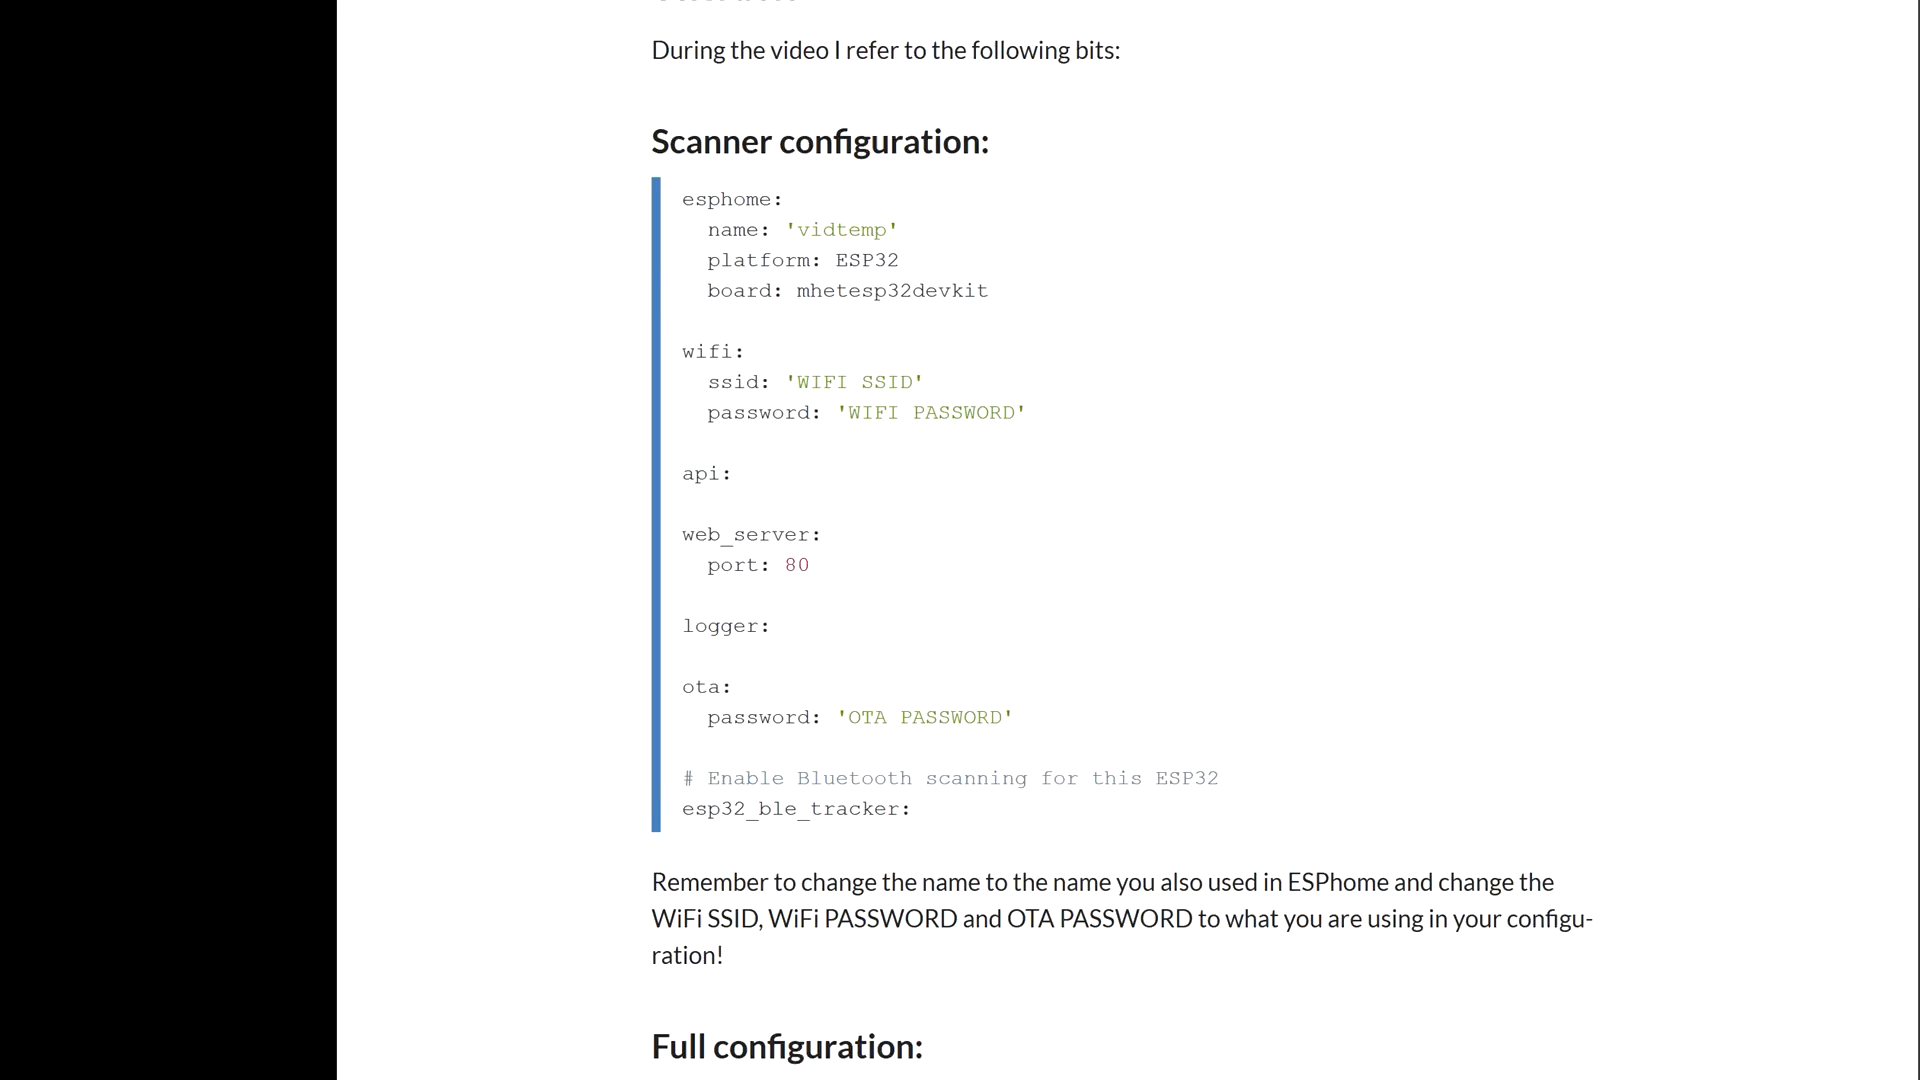 During the video I refer to the following bits:
Scanner configuration:
esphome:
  name: 'vidtemp'
  platform: ESP32
  board: mhetesp32devkit
wifi:
  ssid: 'WIFI SSID'
  password: 'WIFI PASSWORD'
api:
web_server:
  port: 80
logger:
ota:
  password: 'OTA PASSWORD'
# Enable Bluetooth scanning for this ESP32
esp32_ble_tracker:
Remember to change the name to the name you also used in ESPhome and change the
WiFi SSID, WiFi PASSWORD and OTA PASSWORD to what you are using in your configu-
ration!
Full configuration: